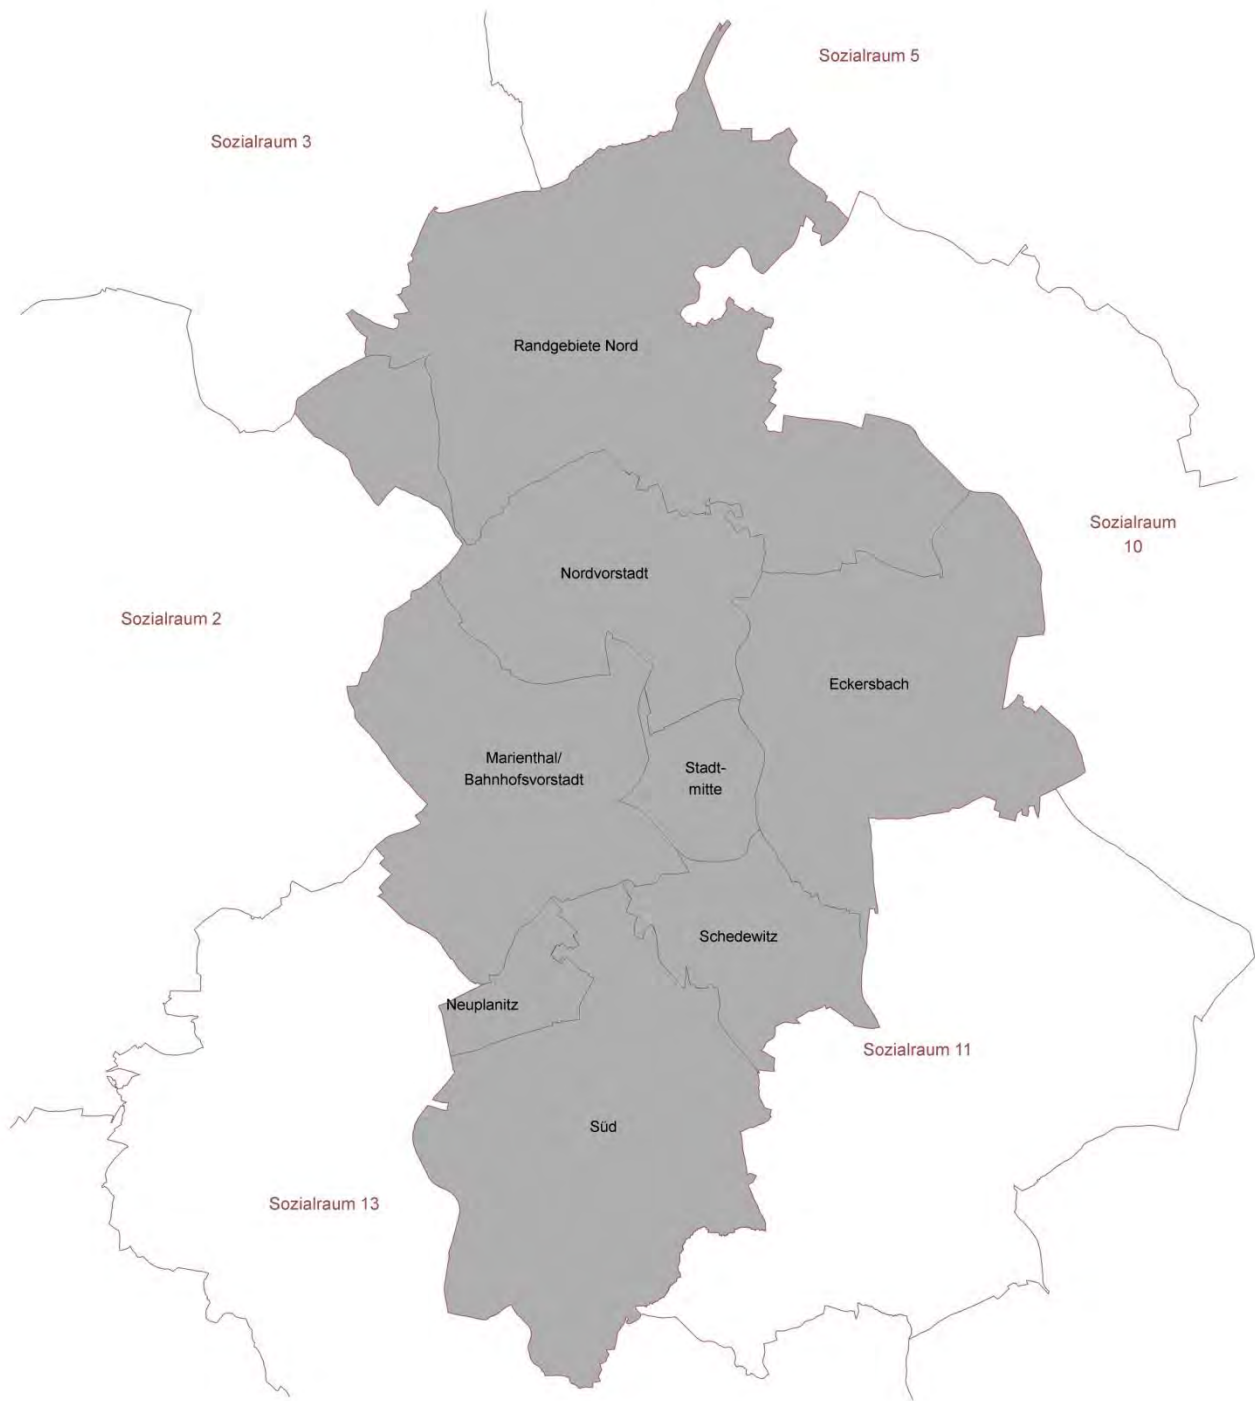 Sozialraum 5
Sozialraum 3
Randgebiete Nord
Sozialraum
10
Nordvorstadt
Sozialraum 2
Eckersbach
Marienthal/
Bahnhofsvorstadt
Stadt-
mitte
Schedewitz
Neuplanitz
Sozialraum 11
Süd
Sozialraum 13